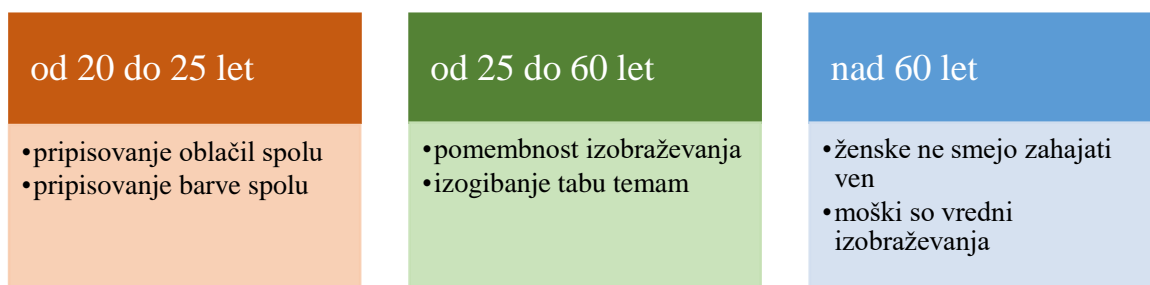 od 20 do 25 let
•pripisovanje oblačil spolu
•pripisovanje barve spolu
od 25 do 60 let
•pomembnost izobraževanja
•izogibanje tabu temam
nad 60 let
•ženske ne smejo zahajati
ven
•moški so vredni
izobraževanja